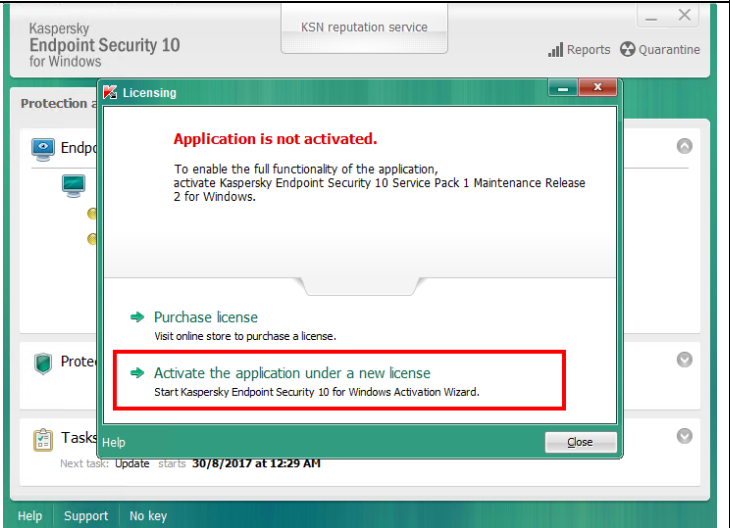 Kaspersky
Endpoint Security 10
for Windows
KSN reputation service
Reports
Quarantine
Protection a
Licensing
Application is not activated.
To enable the full functionality of the application,
activate Kaspersky Endpoint Security 10 Service Pack 1 Maintenance Release
2 for Windows.
Endpo
Purchase license
Visit online store to purchase a license.
Activate the application under a new license
Start Kaspersky Endpoint Security 10 for Windows Activation Wizard.
Prote
Help
Close
Tasks
Next task: Update starts 30/8/2017 at 12:29 AM
Help Support No key